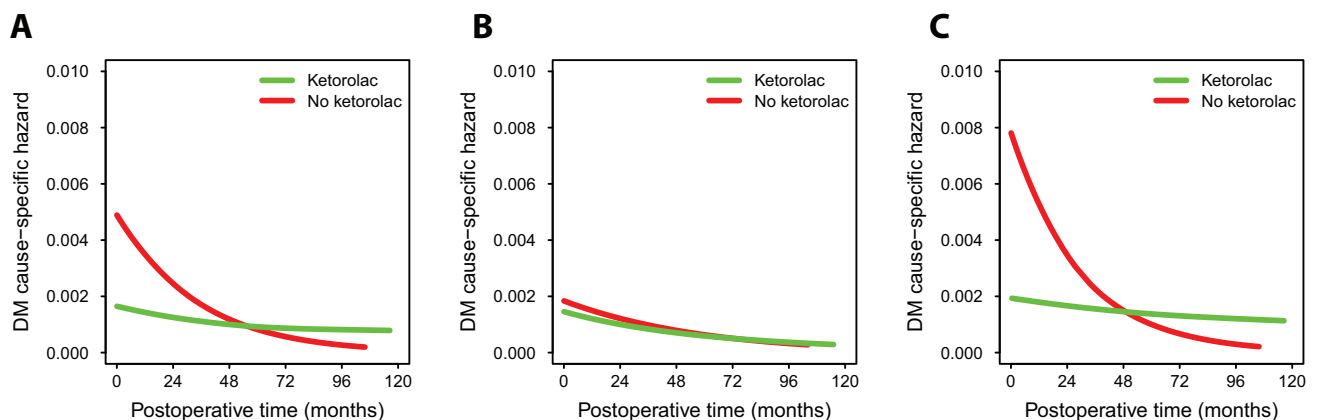 A
DM cause−specific hazard
0.010
0.008
0.006
0.004
0.002
0.000
Ketorolac
No ketorolac
0 24 48 72 96 120
Postoperative time (months)
B
DM cause−specific hazard
0.010
0.008
0.006
0.004
0.002
0.000
Ketorolac
No ketorolac
0 24 48 72 96 120
Postoperative time (months)
C
DM cause−specific hazard
0.010
0.008
0.006
0.004
0.002
0.000
Ketorolac
No ketorolac
0 24 48 72 96 120
Postoperative time (months)